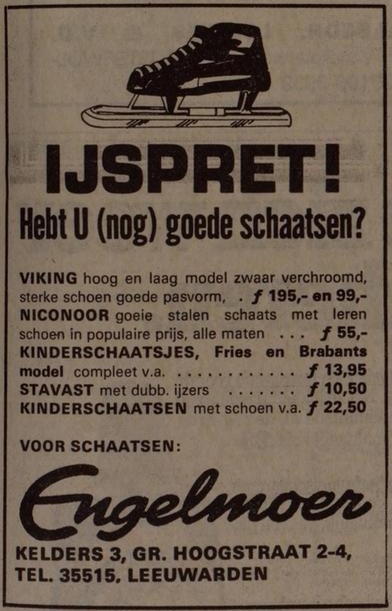 IJSPRET!
Hebt U (nog) goede schaatsen?
VIKING hoog en laag model zwaar verchroomd,
sterke schoen goede pasvorm, . ƒ 195,- en 99,-
NICONOOR goeie stalen schaats met leren
schoen in populaire prijs, alle maten ... ƒ 55,-
KINDERSCHAATSJES, Fries en Brabants
model compleet v.a. ............ ƒ 13,95
STAVAST met dubb. ijzers ....... ƒ 10,50
KINDERSCHAATSEN met schoen v.a. ƒ 22,50
VOOR SCHAATSEN:
Engelmoer
KELDERS 3, GR. HOOGSTRAAT 2-4,
TEL. 35515, LEEUWARDEN